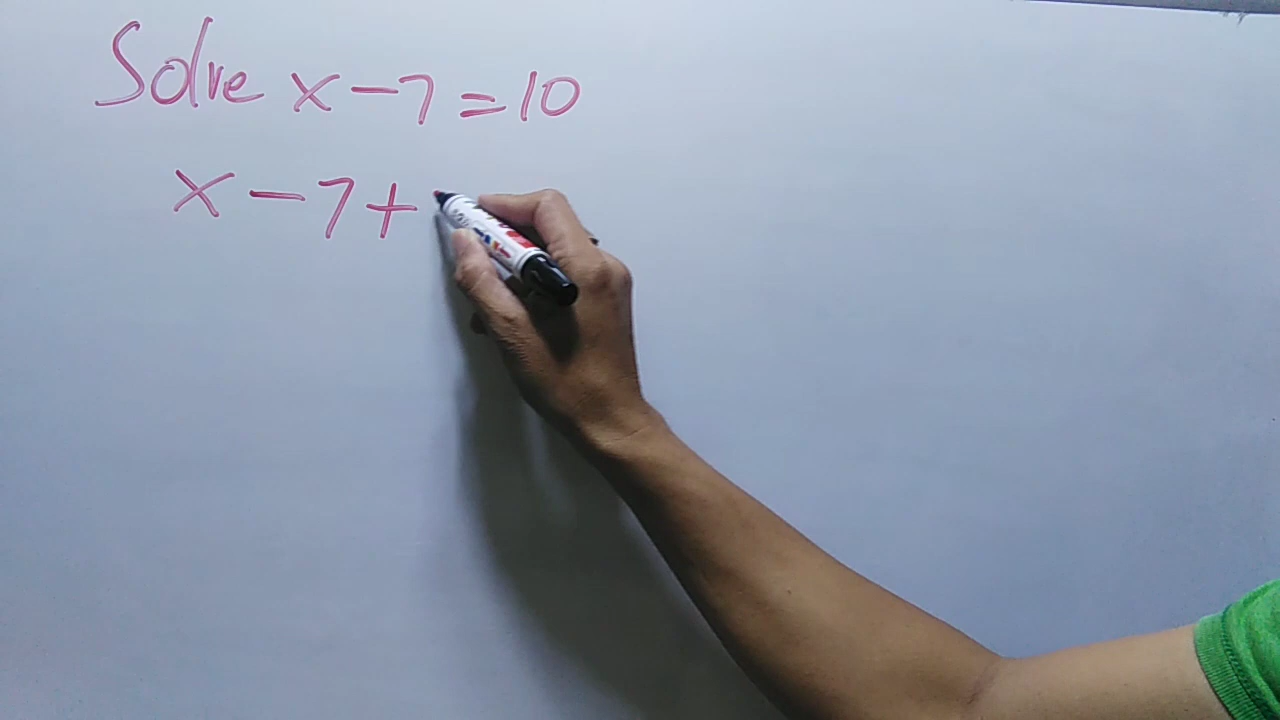 Solve x - 7 = 10
x - 7 +